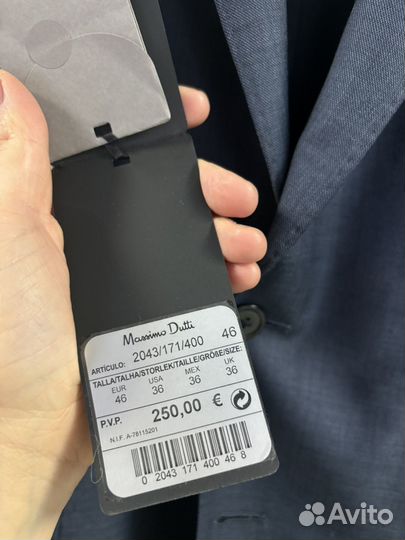 Massimo Dutti
ARTÍCULO: 2043/171/400 46
TALLA/TALHA/STORLEK/TAILLE/GRÖßE/SIZE:
EUR USA MEX UK
46 36 36 36
P.V.P. 250,00 €
N.I.F. A-78115201
0 2043 171 400 46 8
Avito